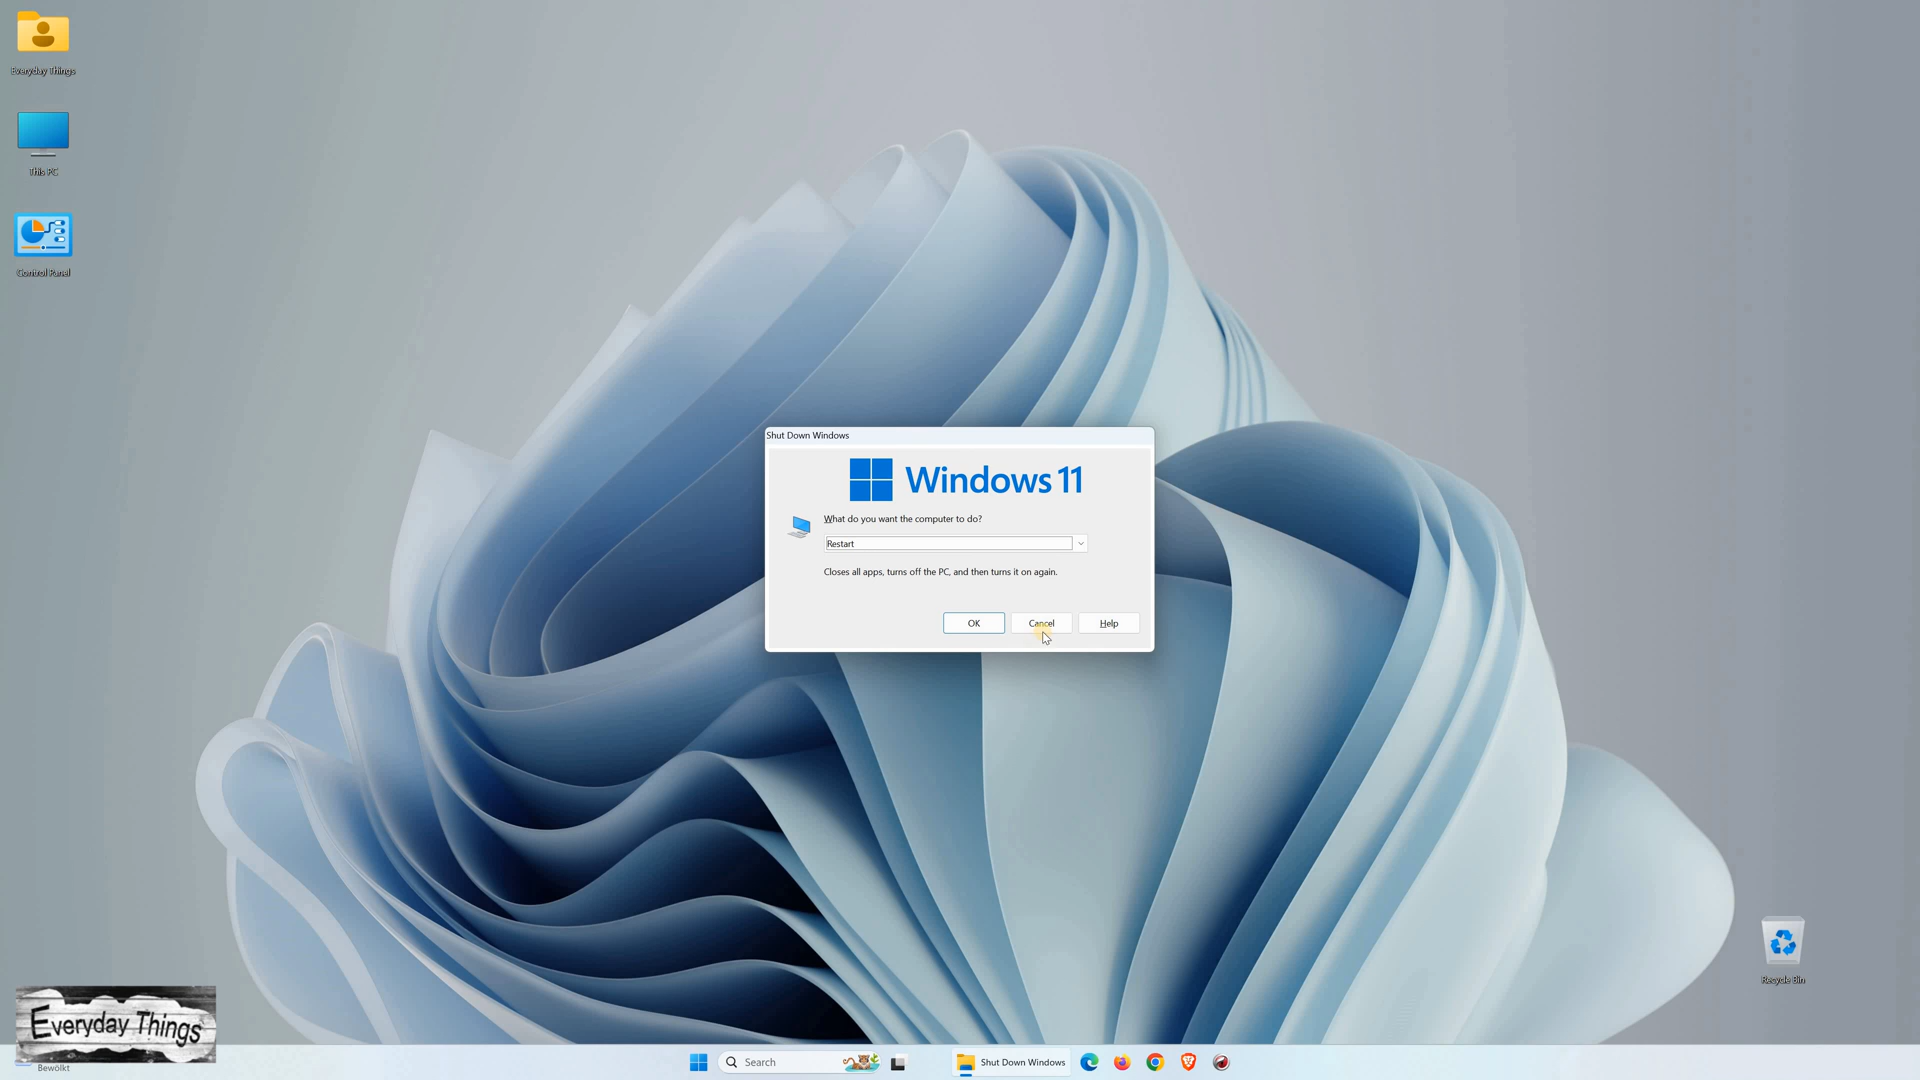 Everyday Things
This PC
Control Panel
Shut Down Windows
Windows 11
What do you want the computer to do?
Restart
Closes all apps, turns off the PC, and then turns it on again.
OK
Cancel
Help
Recycle Bin
Everyday Things
Bewölkt
Search
Shut Down Windows